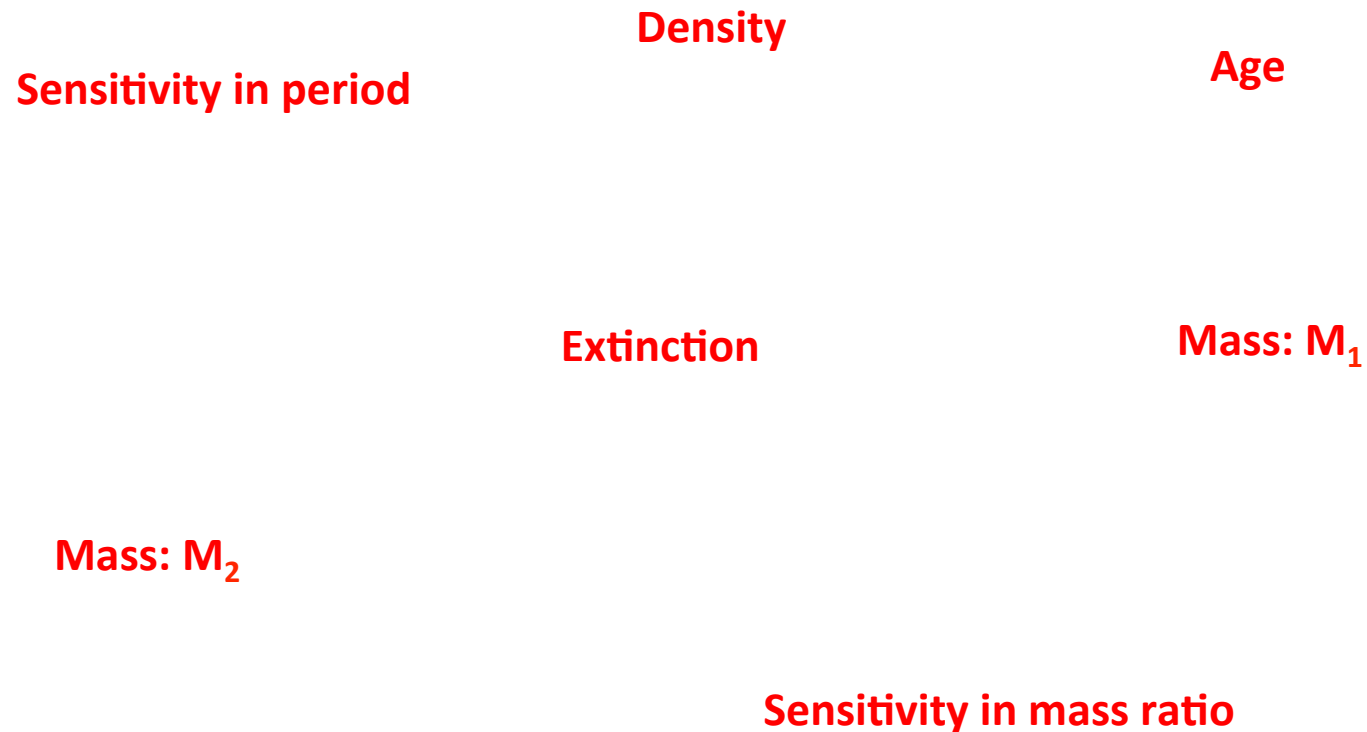 Density
Age
Sensitivity in period
Extinction
Mass: M₁
Mass: M₂
Sensitivity in mass ratio